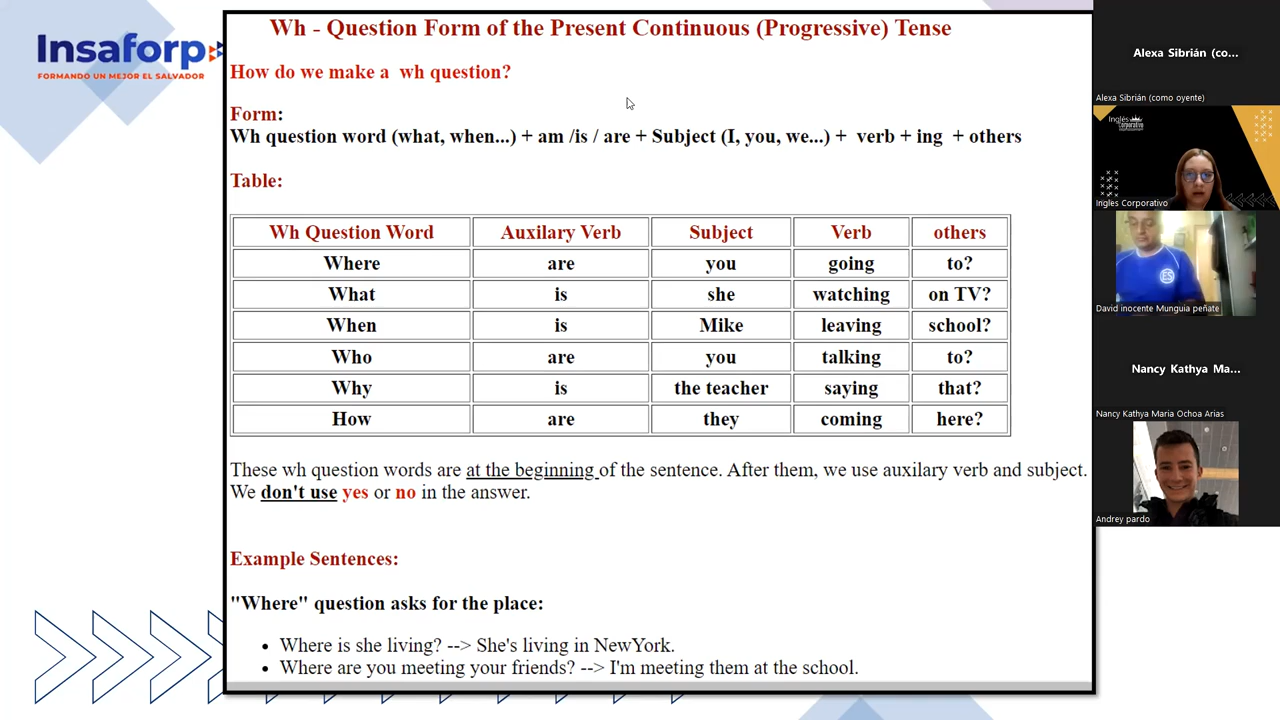 Insaforp
FORMANDO UN MEJOR EL SALVADOR
Wh - Question Form of the Present Continuous (Progressive) Tense
How do we make a wh question?
Form:
Wh question word (what, when...) + am /is / are + Subject (I, you, we...) + verb + ing + others
Table:
Wh Question Word Auxilary Verb Subject Verb others
Where are you going to?
What is she watching on TV?
When is Mike leaving school?
Who are you talking to?
Why is the teacher saying that?
How are they coming here?
These wh question words are at the beginning of the sentence. After them, we use auxilary verb and subject.
We don't use yes or no in the answer.
Example Sentences:
"Where" question asks for the place:
• Where is she living? --> She's living in NewYork.
• Where are you meeting your friends? --> I'm meeting them at the school.
Alexa Sibrián (co...
Alexa Sibrián (como oyente)
Inglés
Corporativo
Ingles Corporativo
ES
David inocente Munguia peñate
Nancy Kathya Ma...
Nancy Kathya Maria Ochoa Arias
Andrey pardo